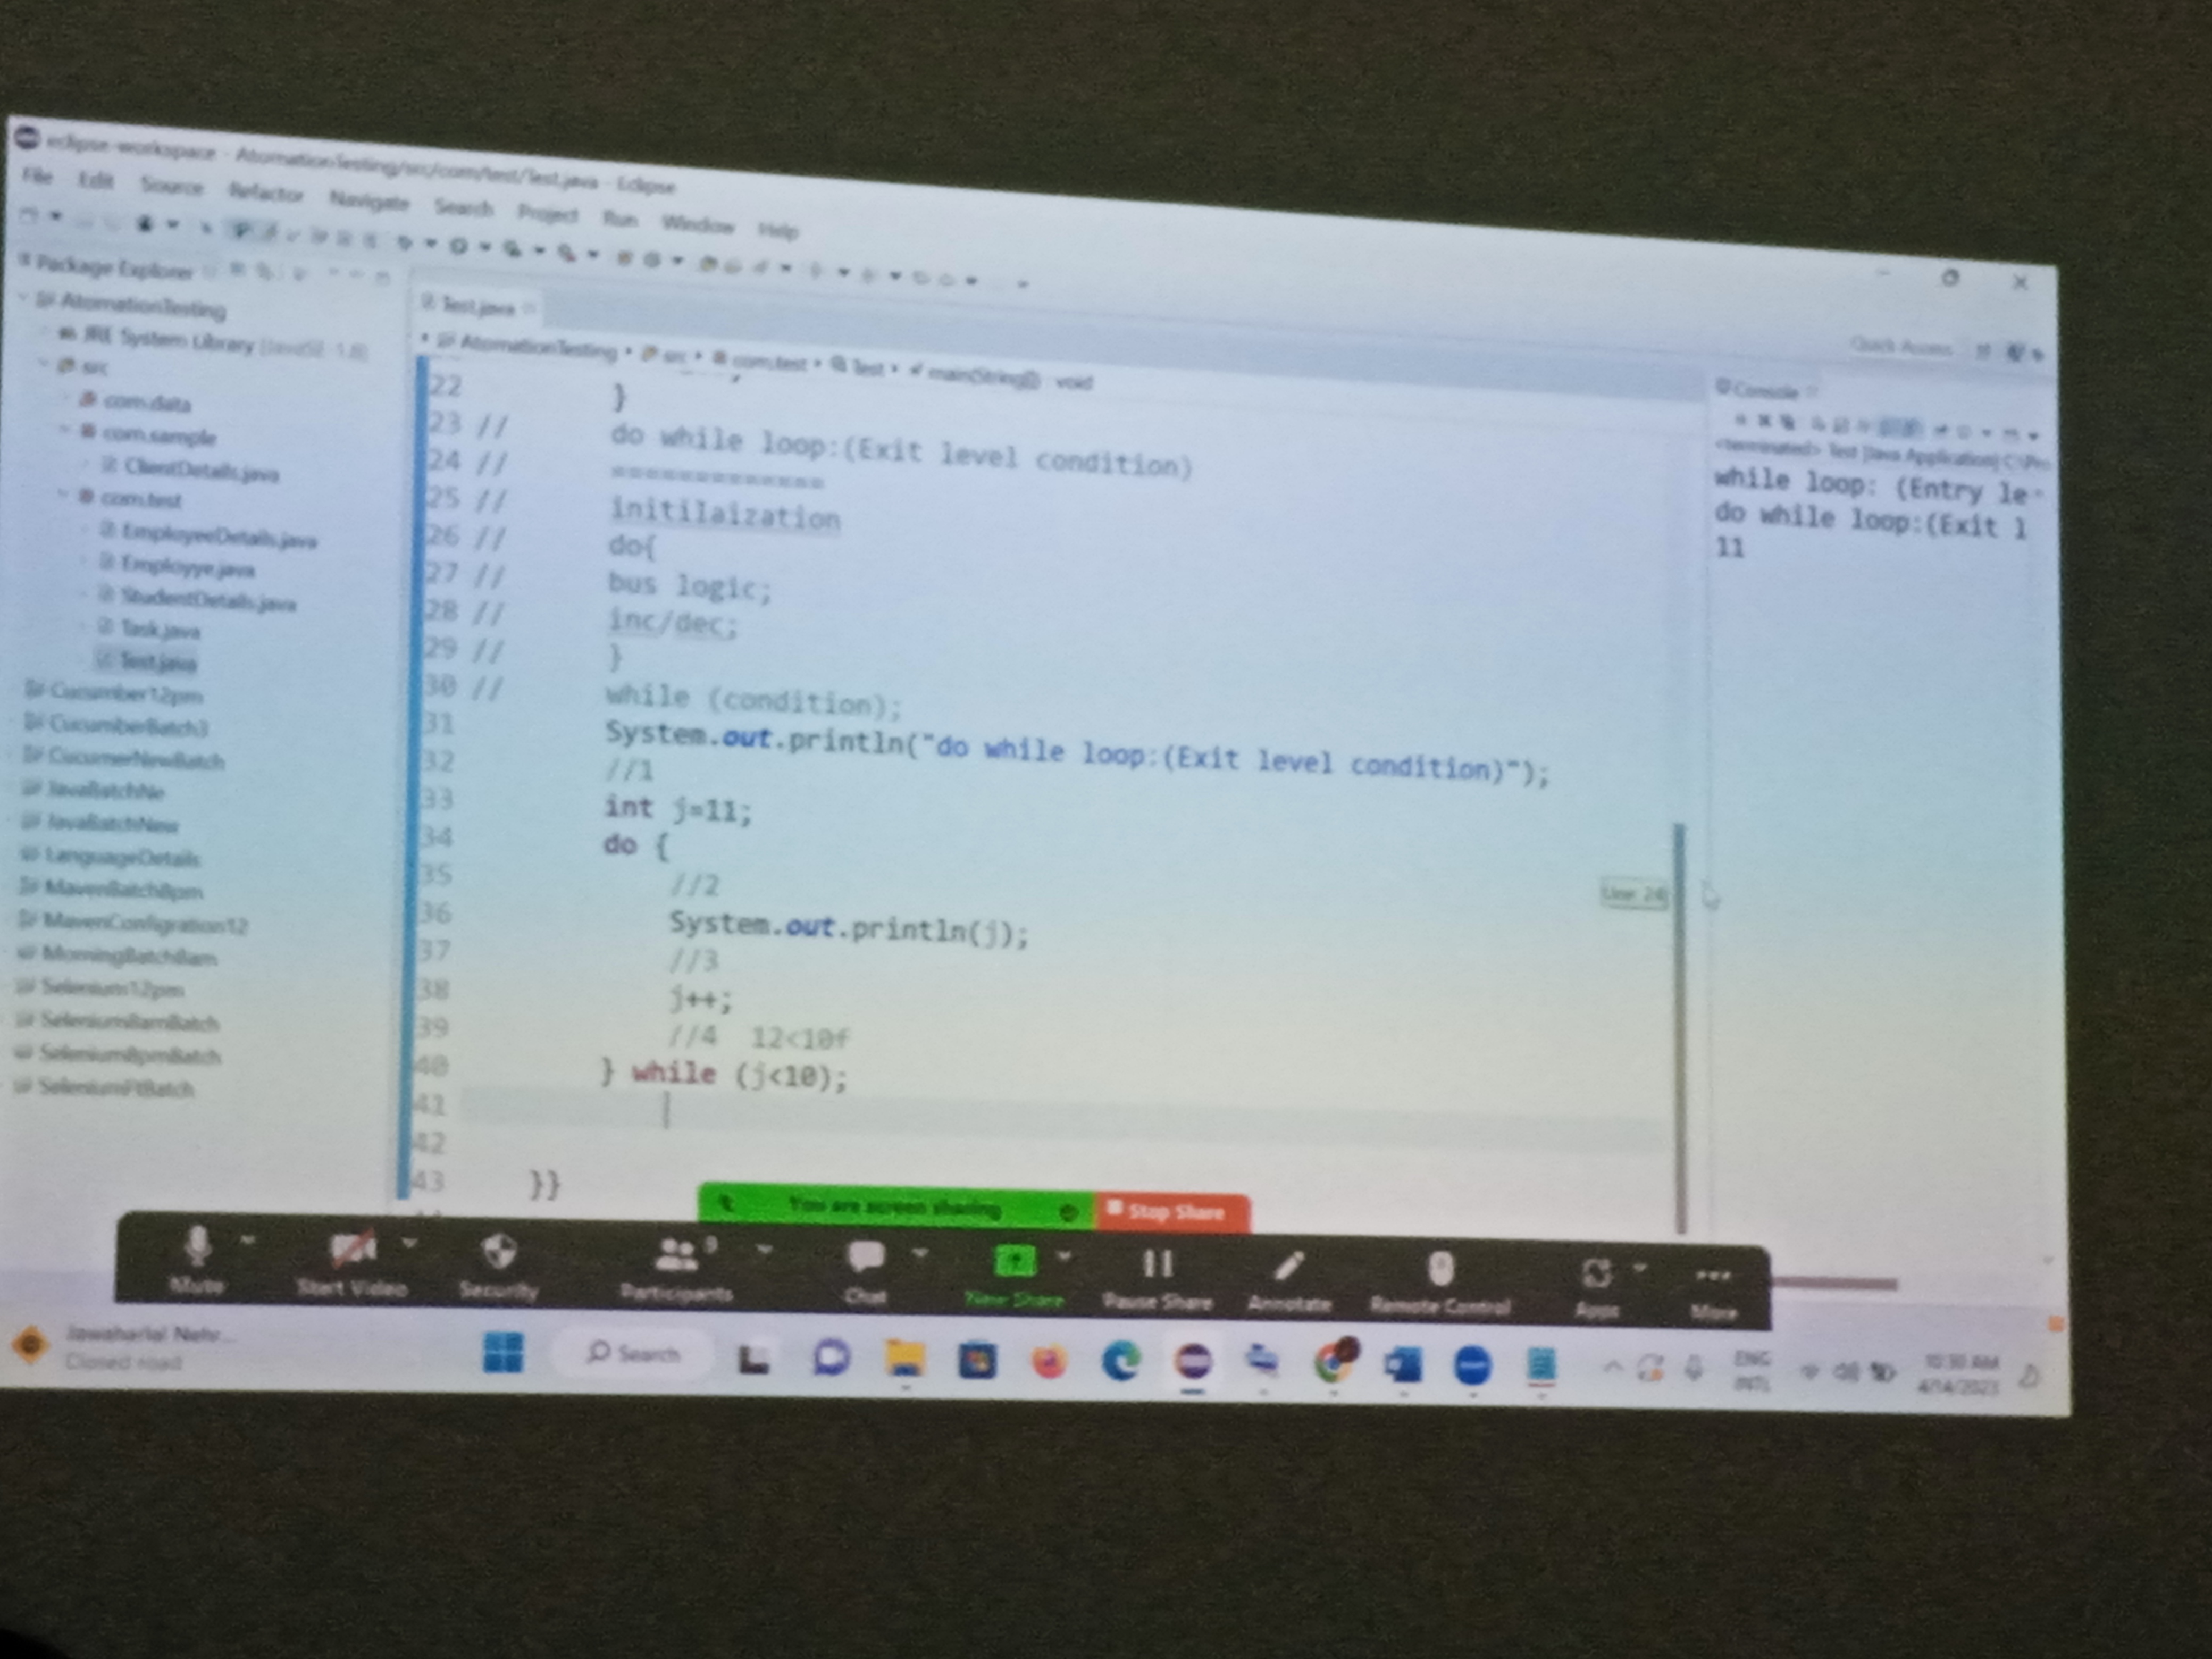 eclipse-workspace - AtomationTesting/src/com/test/Test.java - Eclipse
File Edit Source Refactor Navigate Search Project Run Window Help
Quick Access
Package Explorer
AtomationTesting
JRE System Library
src
com.data
com.sample
ClientDetails.java
com.test
EmployeeDetails.java
Employye.java
StudentDetails.java
Task.java
Test.java
Cucumber12pm
CucumberBatch3
CucumerNewBatch
JavaBatchNe
JavaBatchNew
LanguageDetails
MavenBatch8pm
MavenConfigration12
MorningBatch8am
Selenium12pm
Selenium8amBatch
Selenium8pmBatch
SeleniumFtBatch
Test.java
AtomationTesting src com.test Test main(String[]) void
22 }
23 // do while loop:(Exit level condition)
24 // =============
25 // initilaization
26 // do{
27 // bus logic;
28 // inc/dec;
29 // }
30 // while (condition);
31 System.out.println("do while loop:(Exit level condition)");
32 //1
33 int j=11;
34 do {
35 //2
36 System.out.println(j);
37 //3
38 j++;
39 //4 12<10f
40 } while (j<10);
41
42
43 }}
Console
<terminated> Test [Java Application] C:\Pro
while loop: (Entry le
do while loop:(Exit l
11
You are screen sharing Stop Share
Mute Start Video Security Participants 9 Chat New Share Pause Share Annotate Remote Control Apps More
Jawaharlal Nehr...
Closed road
Search
ENG
INTL
10:30 AM
4/14/2023